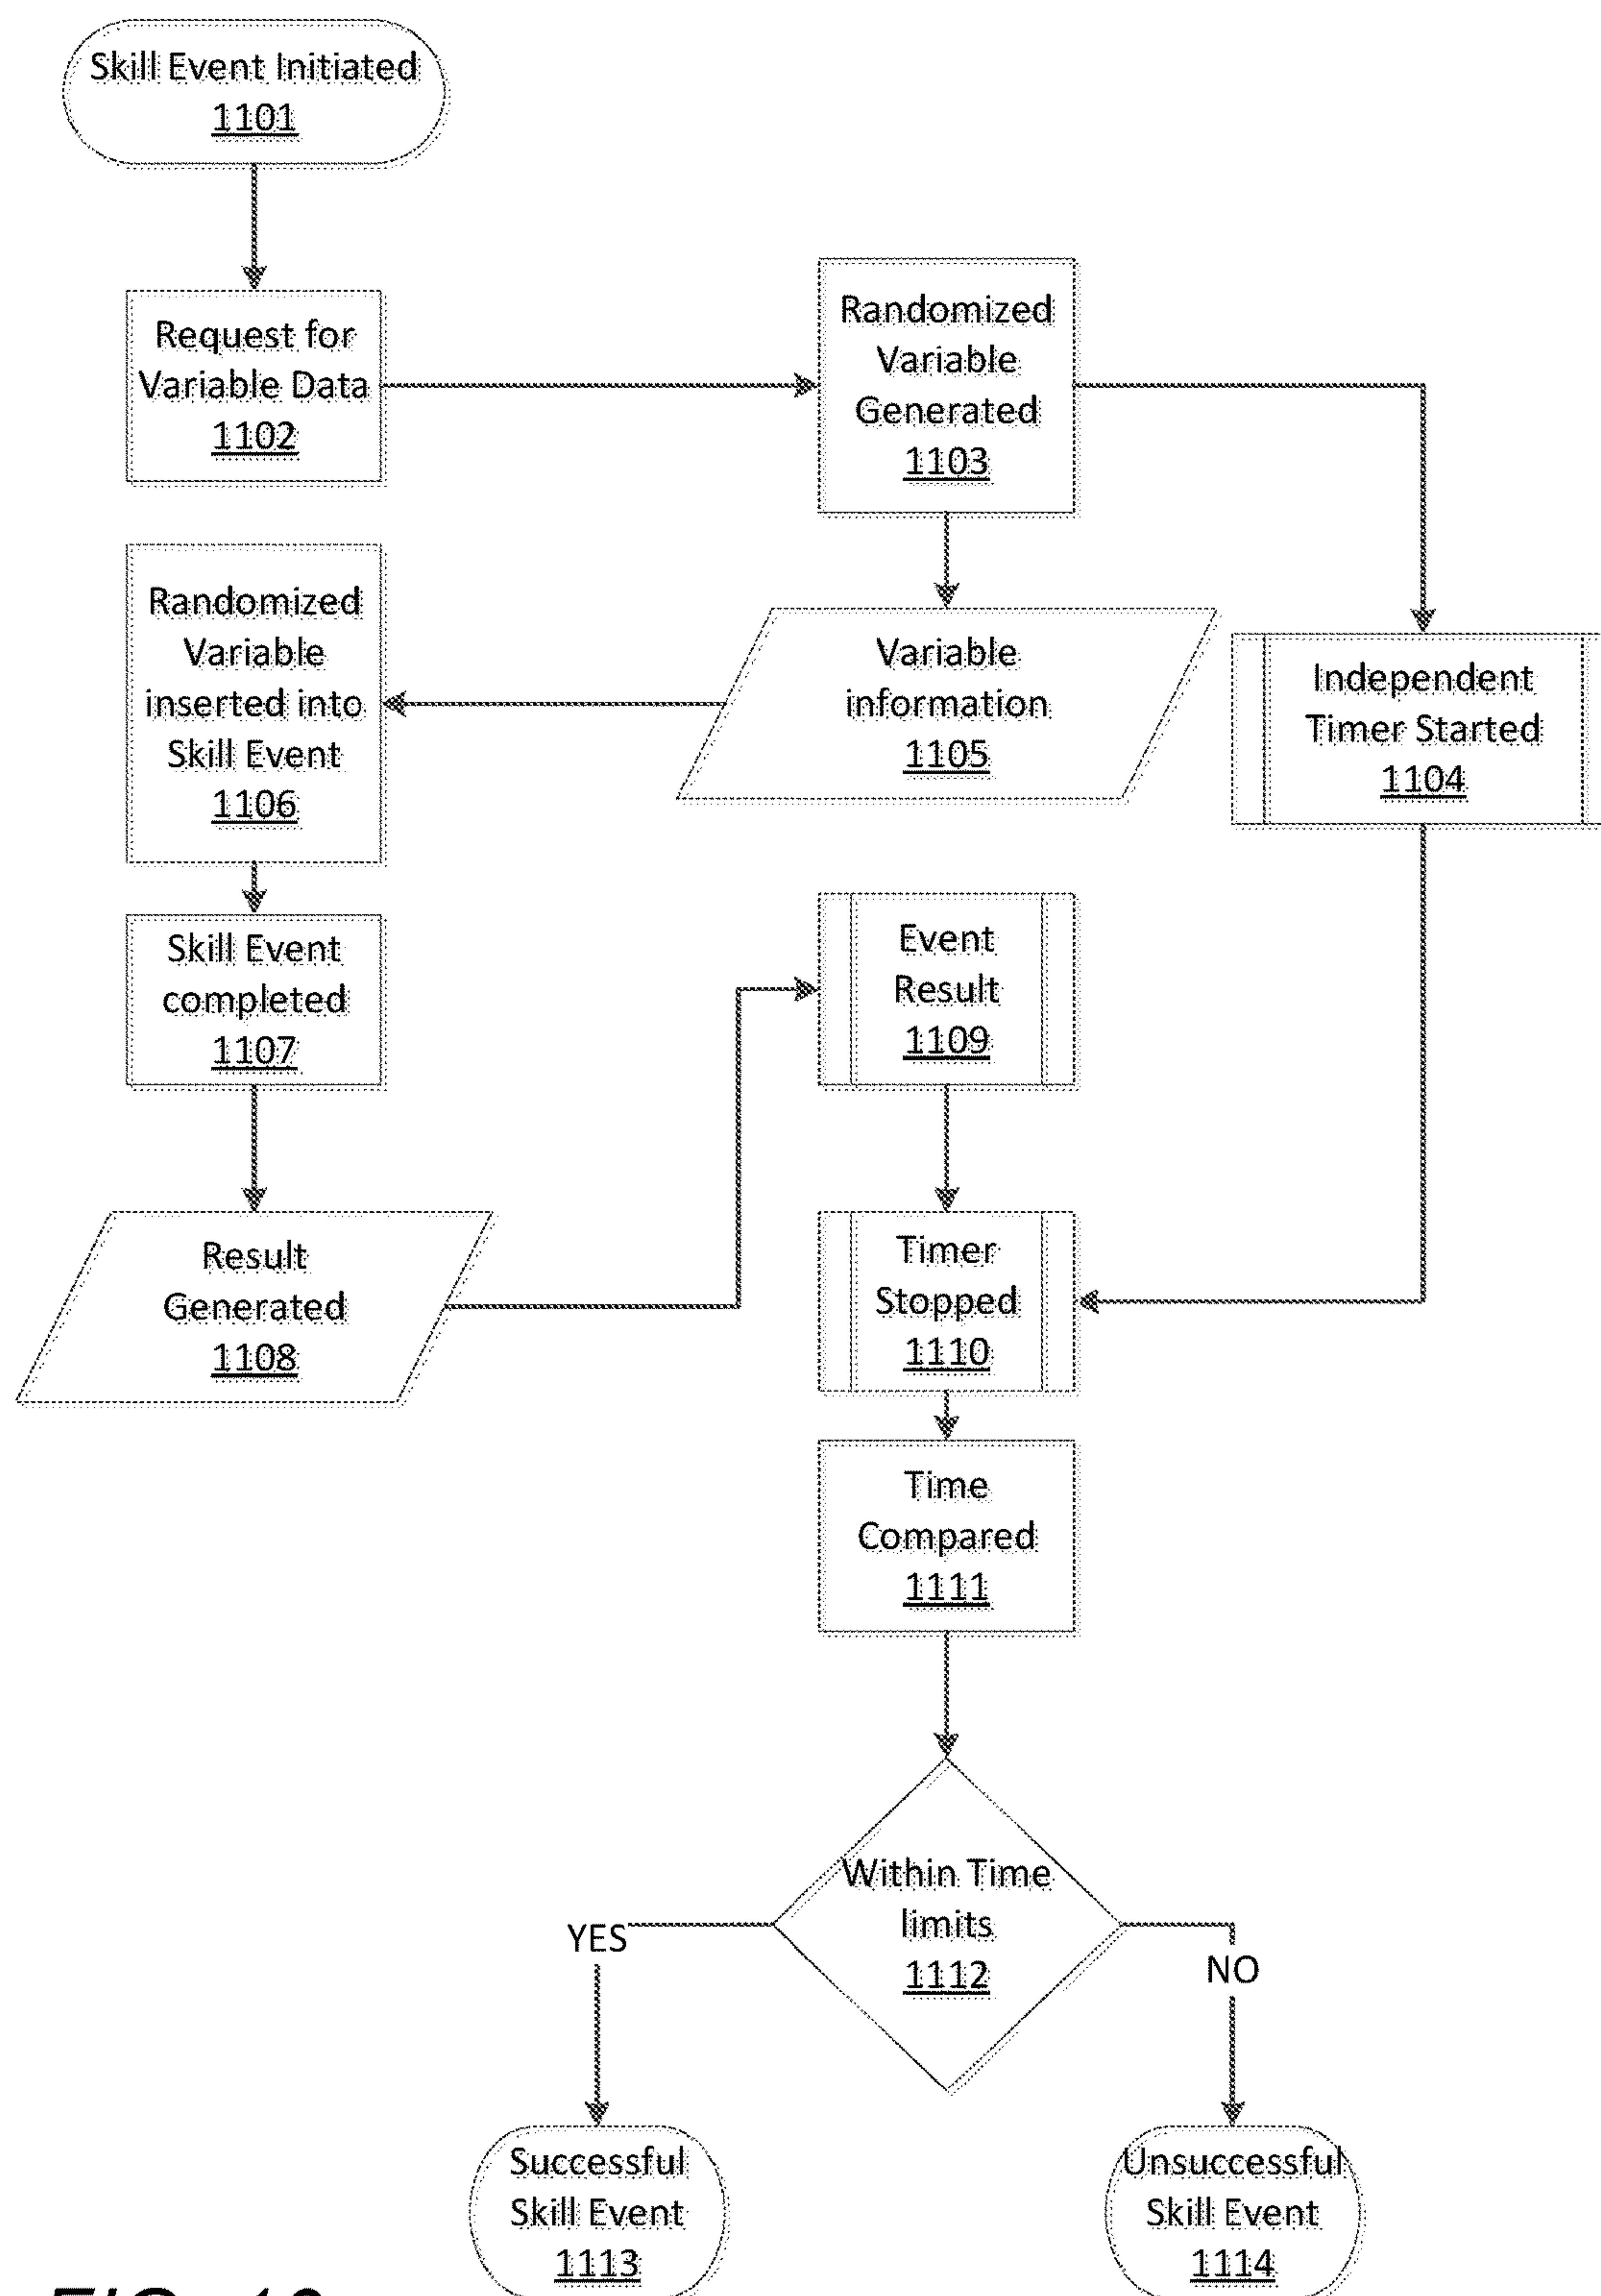 Skill Event Initiated
1101
Request for
Variable Data
1102
Randomized
Variable
Generated
1103
Randomized
Variable
inserted into
Skill Event
1106
Variable
information
1105
Independent
Timer Started
1104
Skill Event
completed
1107
Event
Result
1109
Result
Generated
1108
Timer
Stopped
1110
Time
Compared
1111
Within Time
limits
1112
YES
NO
Successful
Skill Event
1113
Unsuccessful
Skill Event
1114